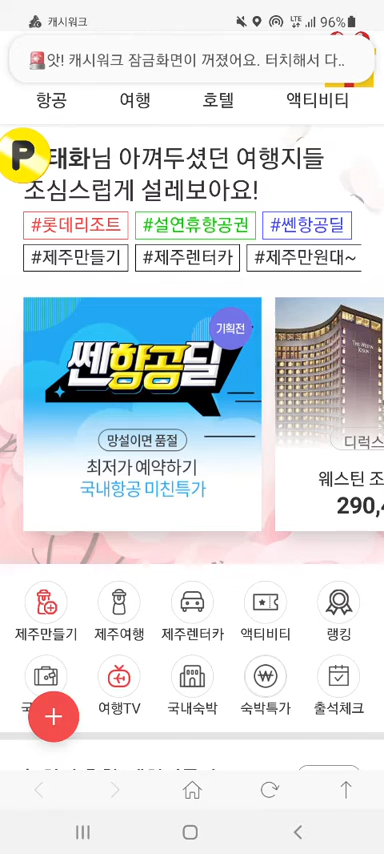 캐시워크
LTE 96%
앗! 캐시워크 잠금화면이 꺼졌어요. 터치해서 다..
항공 여행 호텔 액티비티
P
태화님 아껴두셨던 여행지들
조심스럽게 설레보아요!
#롯데리조트 #설연휴항공권 #쎈항공딜
#제주만들기 #제주렌터카 #제주만원대~
기획전
쎈항공딜
망설이면 품절
최저가 예약하기
국내항공 미친특가
THE WESTIN
디럭스
웨스틴 조
290,4
제주만들기 제주여행 제주렌터카 액티비티 랭킹
여행TV 국내숙박 숙박특가 출석체크